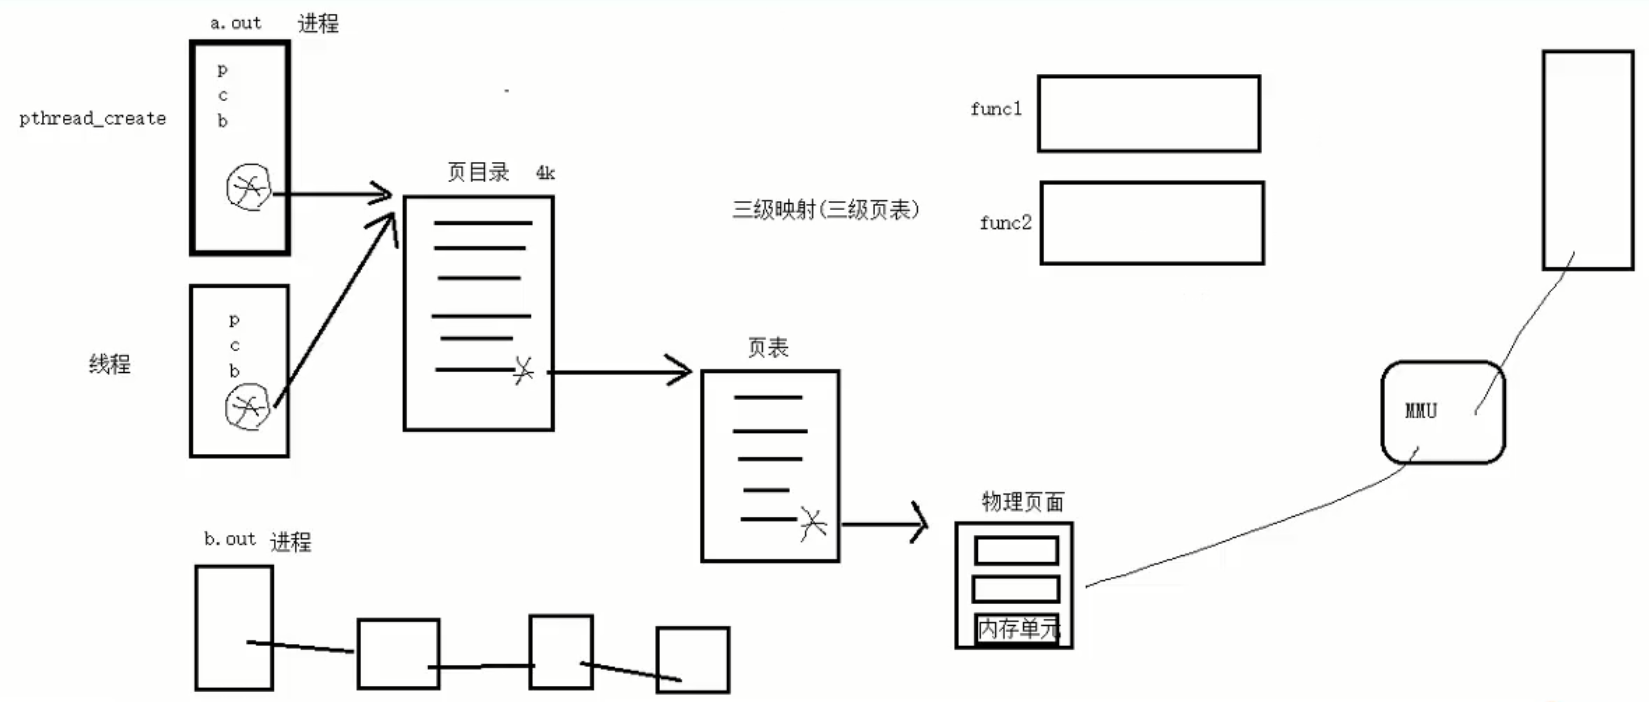 a.out 进程
p
c
b
pthread_create
页目录 4k
func1
三级映射(三级页表)
func2
p
c
b
线程
页表
MMU
物理页面
内存单元
b.out 进程